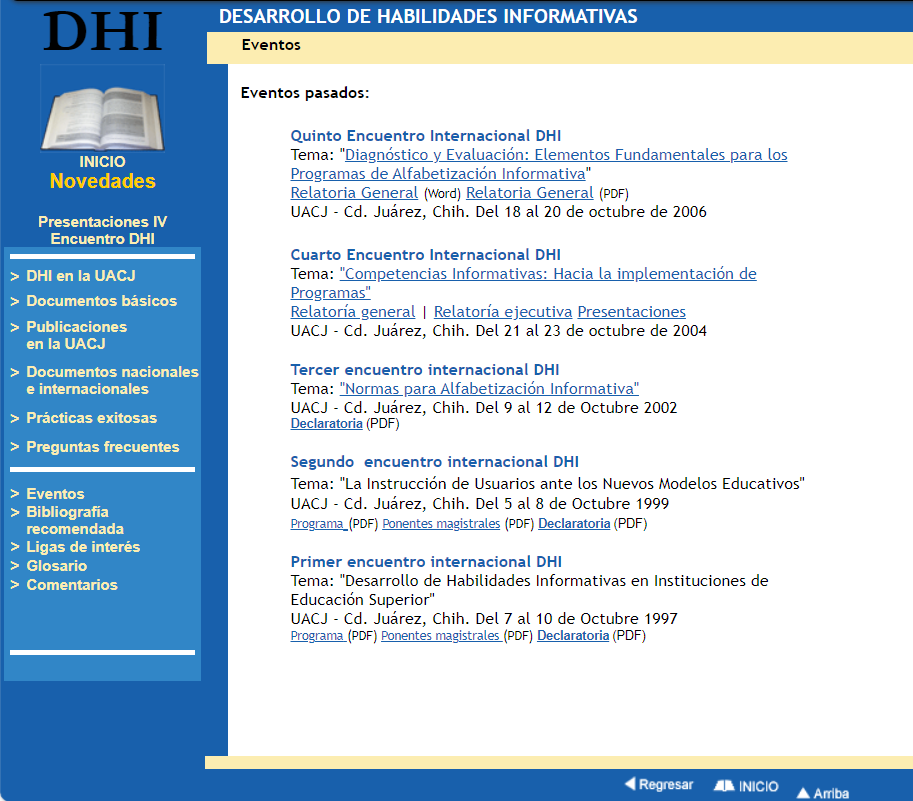 DHI
INICIO
Novedades
Presentaciones IV
Encuentro DHI
> DHI en la UACJ
> Documentos básicos
> Publicaciones
en la UACJ
> Documentos nacionales
e internacionales
> Prácticas exitosas
> Preguntas frecuentes
> Eventos
> Bibliografía
recomendada
> Ligas de interés
> Glosario
> Comentarios
DESARROLLO DE HABILIDADES INFORMATIVAS
Eventos
Eventos pasados:
Quinto Encuentro Internacional DHI
Tema: "Diagnóstico y Evaluación: Elementos Fundamentales para los
Programas de Alfabetización Informativa"
Relatoria General (Word) Relatoria General (PDF)
UACJ - Cd. Juárez, Chih. Del 18 al 20 de octubre de 2006
Cuarto Encuentro Internacional DHI
Tema: "Competencias Informativas: Hacia la implementación de
Programas"
Relatoría general | Relatoría ejecutiva Presentaciones
UACJ - Cd. Juárez, Chih. Del 21 al 23 de octubre de 2004
Tercer encuentro internacional DHI
Tema: "Normas para Alfabetización Informativa"
UACJ - Cd. Juárez, Chih. Del 9 al 12 de Octubre 2002
Declaratoria (PDF)
Segundo encuentro internacional DHI
Tema: "La Instrucción de Usuarios ante los Nuevos Modelos Educativos"
UACJ - Cd. Juárez, Chih. Del 5 al 8 de Octubre 1999
Programa (PDF) Ponentes magistrales (PDF) Declaratoria (PDF)
Primer encuentro internacional DHI
Tema: "Desarrollo de Habilidades Informativas en Instituciones de
Educación Superior"
UACJ - Cd. Juárez, Chih. Del 7 al 10 de Octubre 1997
Programa (PDF) Ponentes magistrales (PDF) Declaratoria (PDF)
Regresar INICIO Arriba